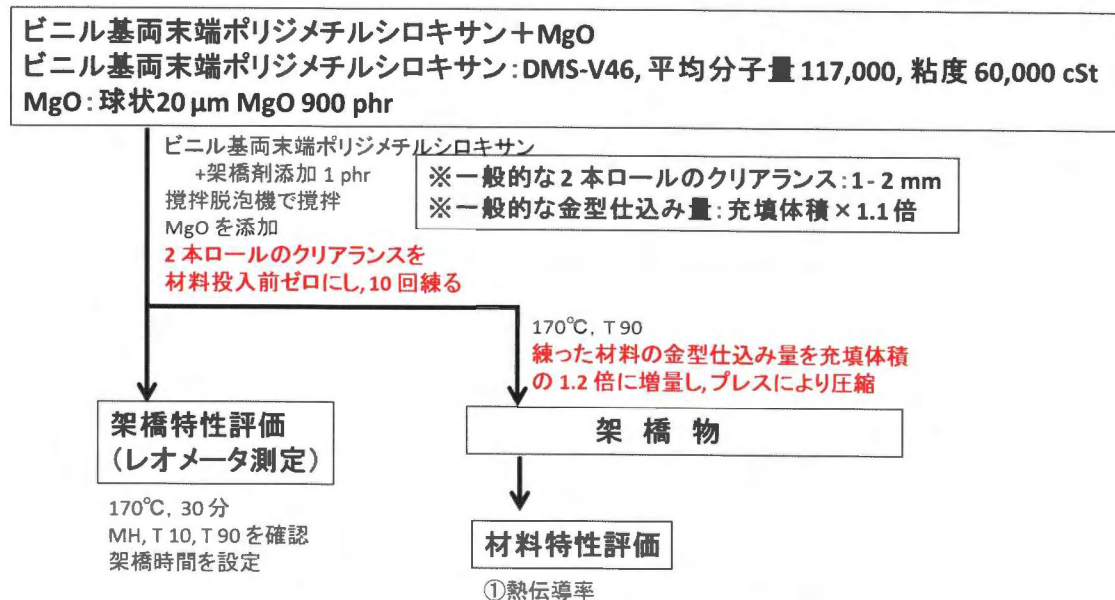 ビニル基両末端ポリジメチルシロキサン＋MgO
ビニル基両末端ポリジメチルシロキサン：DMS-V46, 平均分子量 117,000, 粘度 60,000 cSt
MgO：球状20 μm MgO 900 phr
ビニル基両末端ポリジメチルシロキサン
+架橋剤添加 1 phr
撹拌脱泡機で撹拌
MgO を添加
2 本ロールのクリアランスを
材料投入前ゼロにし, 10 回練る
※一般的な 2 本ロールのクリアランス：1- 2 mm
※一般的な金型仕込み量：充填体積×1.1 倍
170℃, T 90
練った材料の金型仕込み量を充填体積
の 1.2 倍に増量し, プレスにより圧縮
架橋特性評価
（レオメータ測定）
170℃, 30 分
MH, T 10, T 90 を確認
架橋時間を設定
架 橋 物
材料特性評価
①熱伝導率